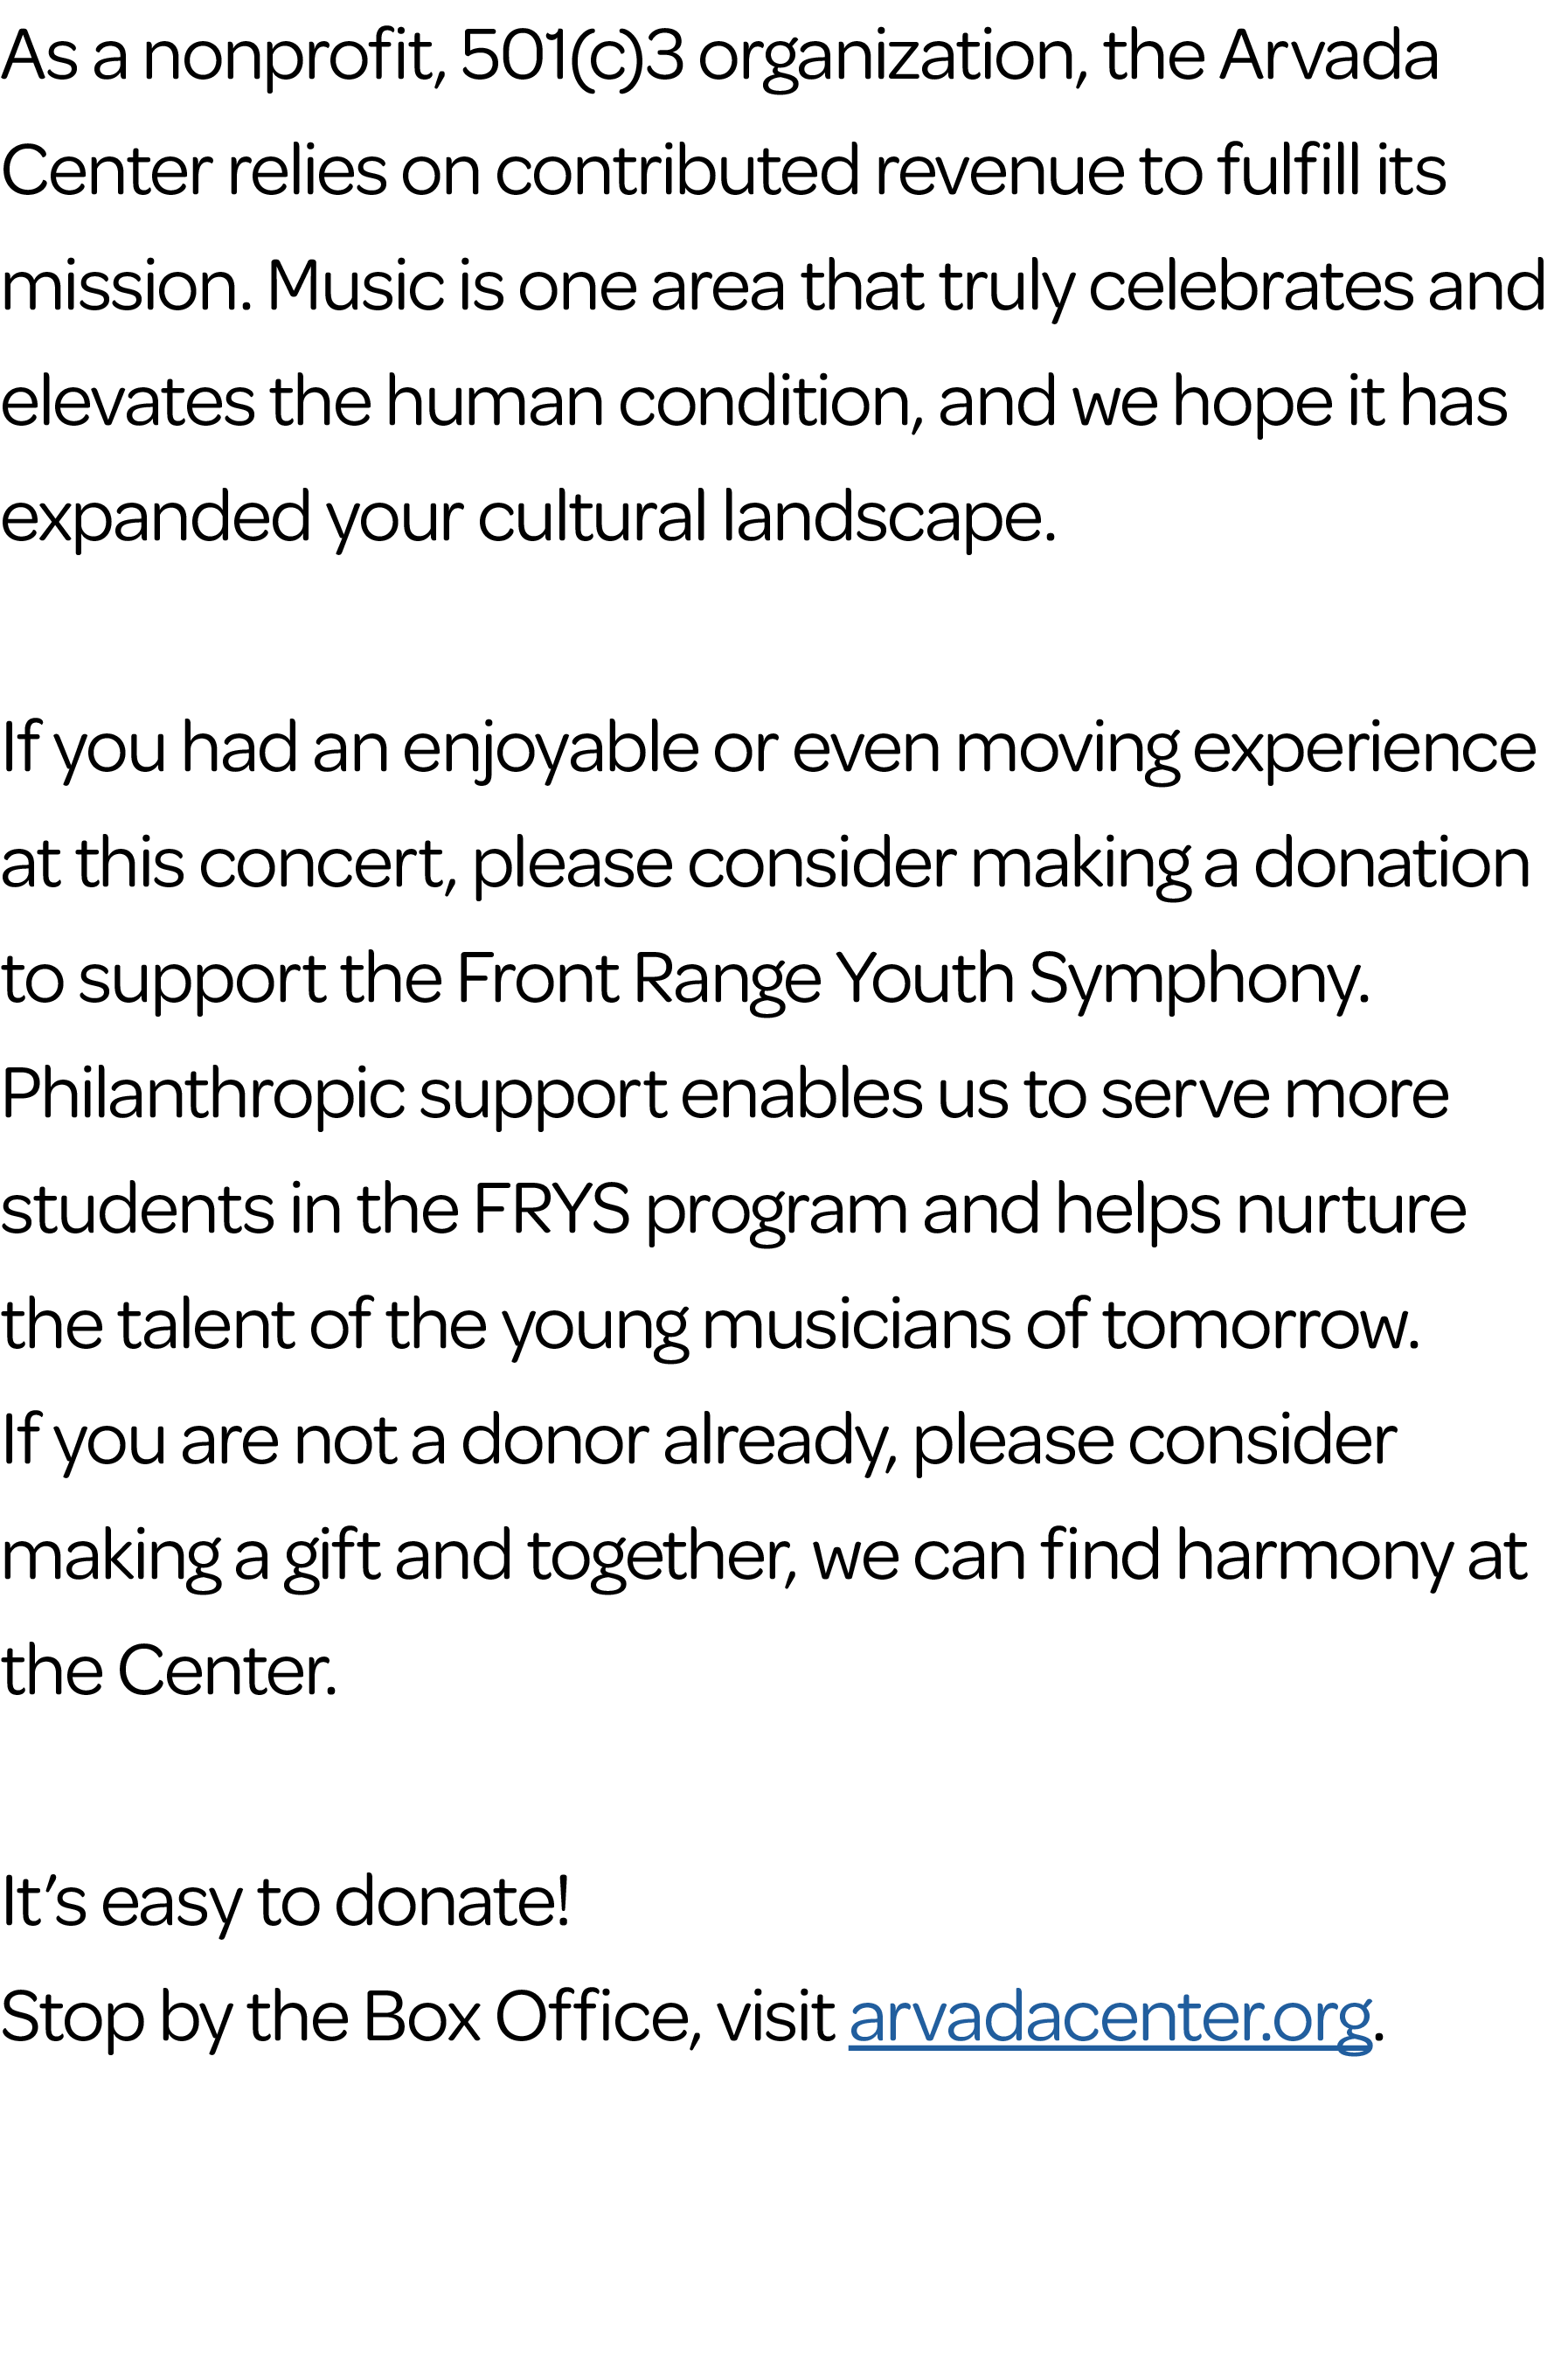 As a nonprofit, 501(c)3 organization, the Arvada
Center relies on contributed revenue to fulfill its
mission. Music is one area that truly celebrates and
elevates the human condition, and we hope it has
expanded your cultural landscape.
If you had an enjoyable or even moving experience
at this concert, please consider making a donation
to support the Front Range Youth Symphony.
Philanthropic support enables us to serve more
students in the FRYS program and helps nurture
the talent of the young musicians of tomorrow.
If you are not a donor already, please consider
making a gift and together, we can find harmony at
the Center.
It’s easy to donate!
Stop by the Box Office, visit arvadacenter.org.